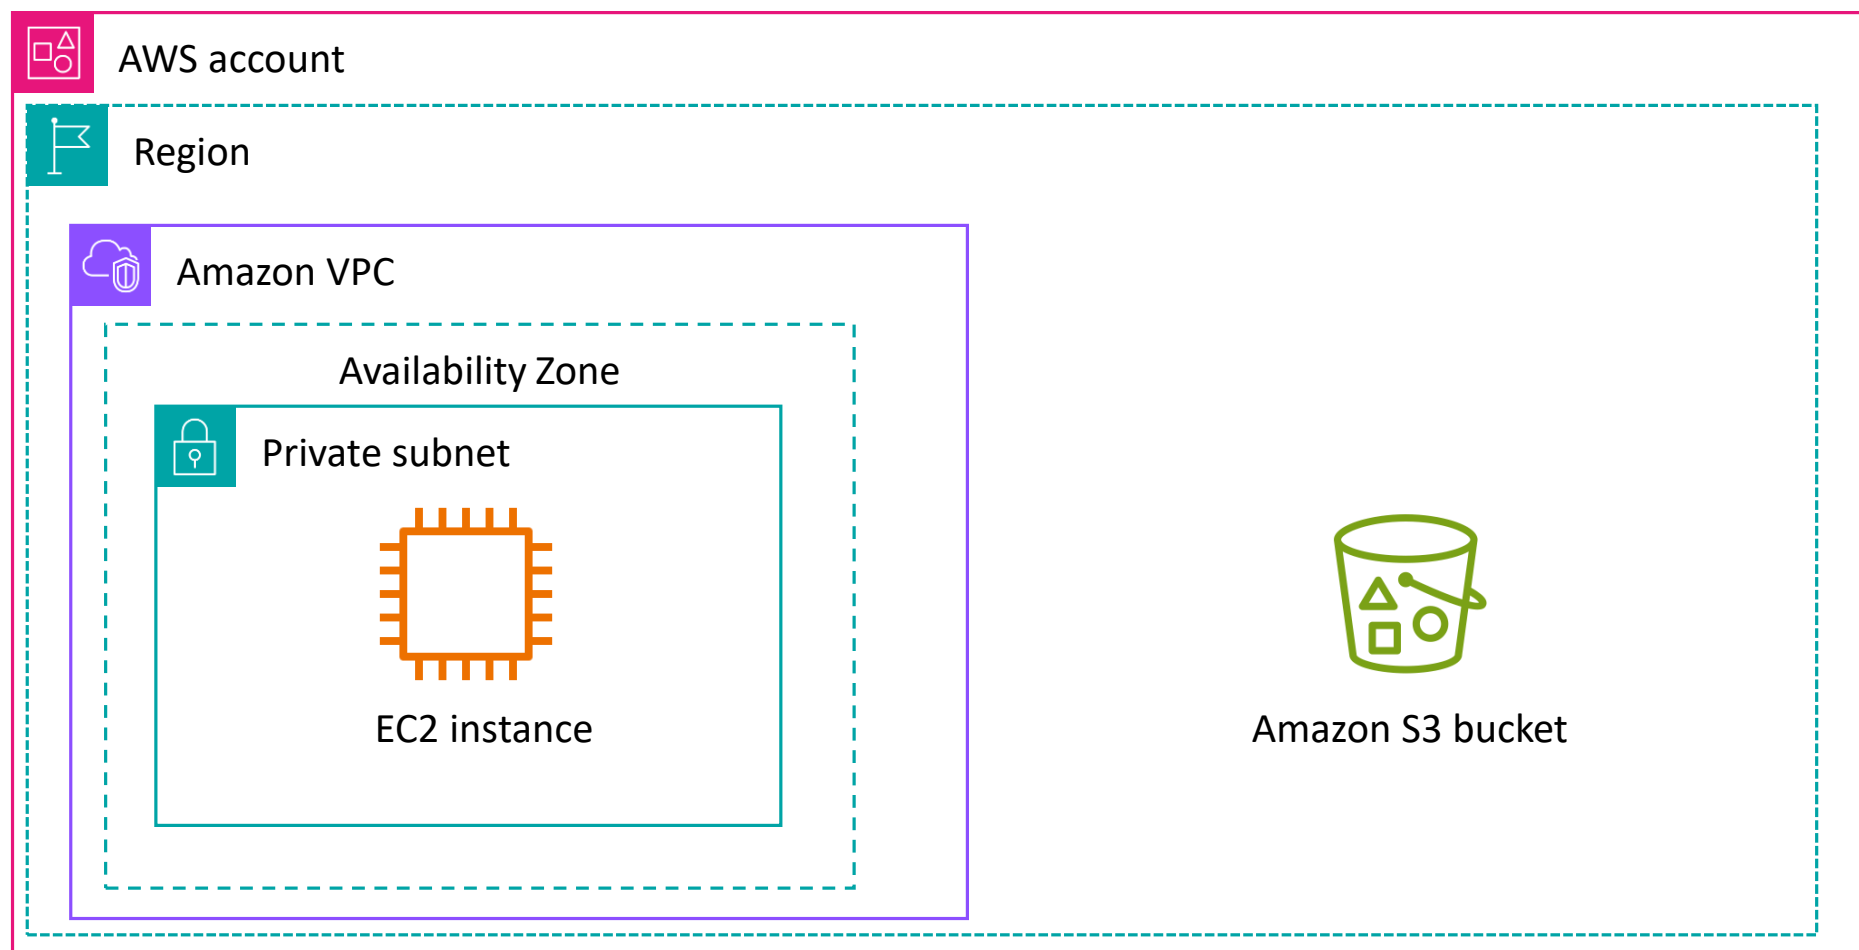 AWS account
Region
Amazon VPC
Availability Zone
Private subnet
EC2 instance
Amazon S3 bucket